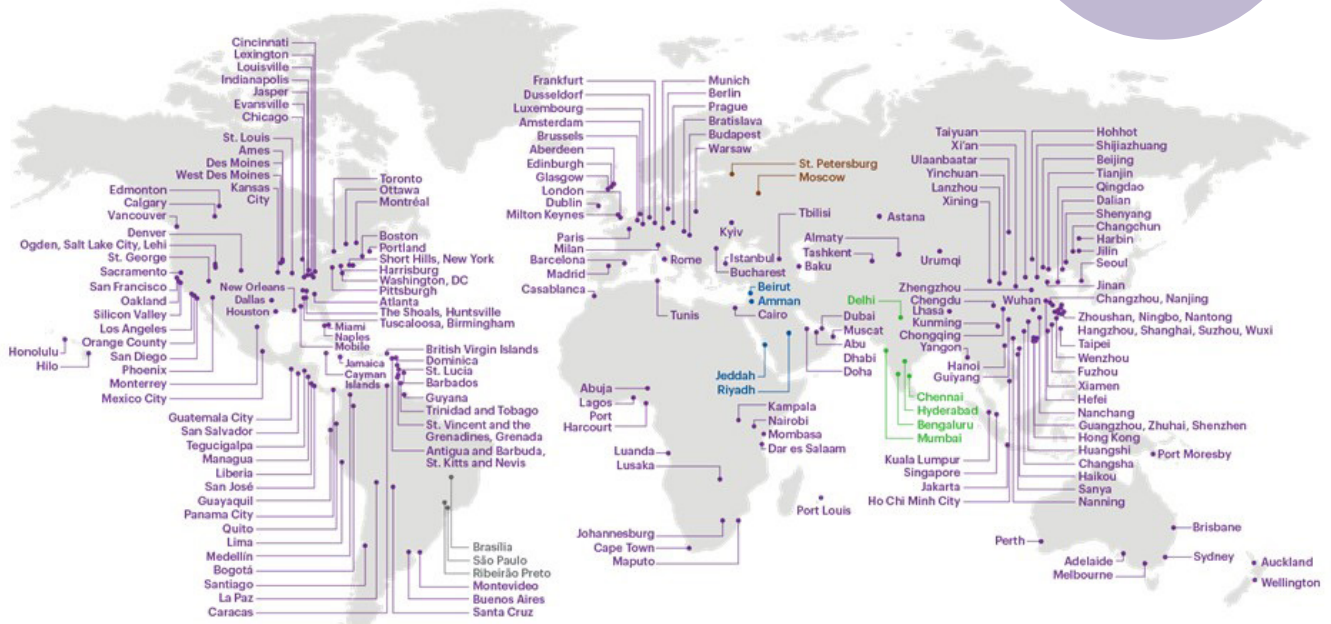 Cincinnati
Lexington
Louisville
Indianapolis
Jasper
Evansville
Chicago
St. Louis
Ames
Des Moines
West Des Moines
Kansas
City
Edmonton
Calgary
Vancouver
Denver
Ogden, Salt Lake City, Lehi
St. George
Sacramento
San Francisco
Oakland
Silicon Valley
Los Angeles
Orange County
San Diego
Phoenix
Monterrey
Mexico City
Honolulu
Hilo
New Orleans
Dallas
Houston
Toronto
Ottawa
Montréal
Boston
Portland
Short Hills, New York
Harrisburg
Washington, DC
Pittsburgh
Atlanta
The Shoals, Huntsville
Tuscaloosa, Birmingham
Miami
Naples
Mobile
Jamaica
Cayman
Islands
British Virgin Islands
Dominica
St. Lucia
Barbados
Guyana
Trinidad and Tobago
St. Vincent and the
Grenadines, Grenada
Antigua and Barbuda,
St. Kitts and Nevis
Guatemala City
San Salvador
Tegucigalpa
Managua
Liberia
San José
Guayaquil
Panama City
Quito
Lima
Medellín
Bogotá
Santiago
La Paz
Caracas
Brasília
São Paulo
Ribeirão Preto
Montevideo
Buenos Aires
Santa Cruz
Frankfurt
Dusseldorf
Luxembourg
Amsterdam
Brussels
Aberdeen
Edinburgh
Glasgow
London
Dublin
Milton Keynes
Paris
Milan
Barcelona
Madrid
Casablanca
Munich
Berlin
Prague
Bratislava
Budapest
Warsaw
St. Petersburg
Moscow
Tbilisi
Kyiv
Rome
Istanbul
Bucharest
Baku
Astana
Almaty
Tashkent
Urumqi
Beirut
Amman
Cairo
Tunis
Delhi
Dubai
Muscat
Abu
Dhabi
Doha
Jeddah
Riyadh
Chennai
Hyderabad
Bengaluru
Mumbai
Abuja
Lagos
Port
Harcourt
Luanda
Lusaka
Kampala
Nairobi
Mombasa
Dar es Salaam
Port Louis
Johannesburg
Cape Town
Maputo
Taiyuan
Xi'an
Ulaanbaatar
Yinchuan
Lanzhou
Xining
Hohhot
Shijiazhuang
Beijing
Tianjin
Qingdao
Dalian
Shenyang
Changchun
Harbin
Jilin
Seoul
Jinan
Changzhou, Nanjing
Zhengzhou
Chengdu
Lhasa
Kunming
Chongqing
Yangon
Wuhan
Hanoi
Guiyang
Zhoushan, Ningbo, Nantong
Hangzhou, Shanghai, Suzhou, Wuxi
Taipei
Wenzhou
Fuzhou
Xiamen
Hefei
Nanchang
Guangzhou, Zhuhai, Shenzhen
Hong Kong
Huangshi
Changsha
Haikou
Sanya
Nanning
Kuala Lumpur
Singapore
Jakarta
Ho Chi Minh City
Port Moresby
Perth
Adelaide
Melbourne
Brisbane
Sydney
Auckland
Wellington